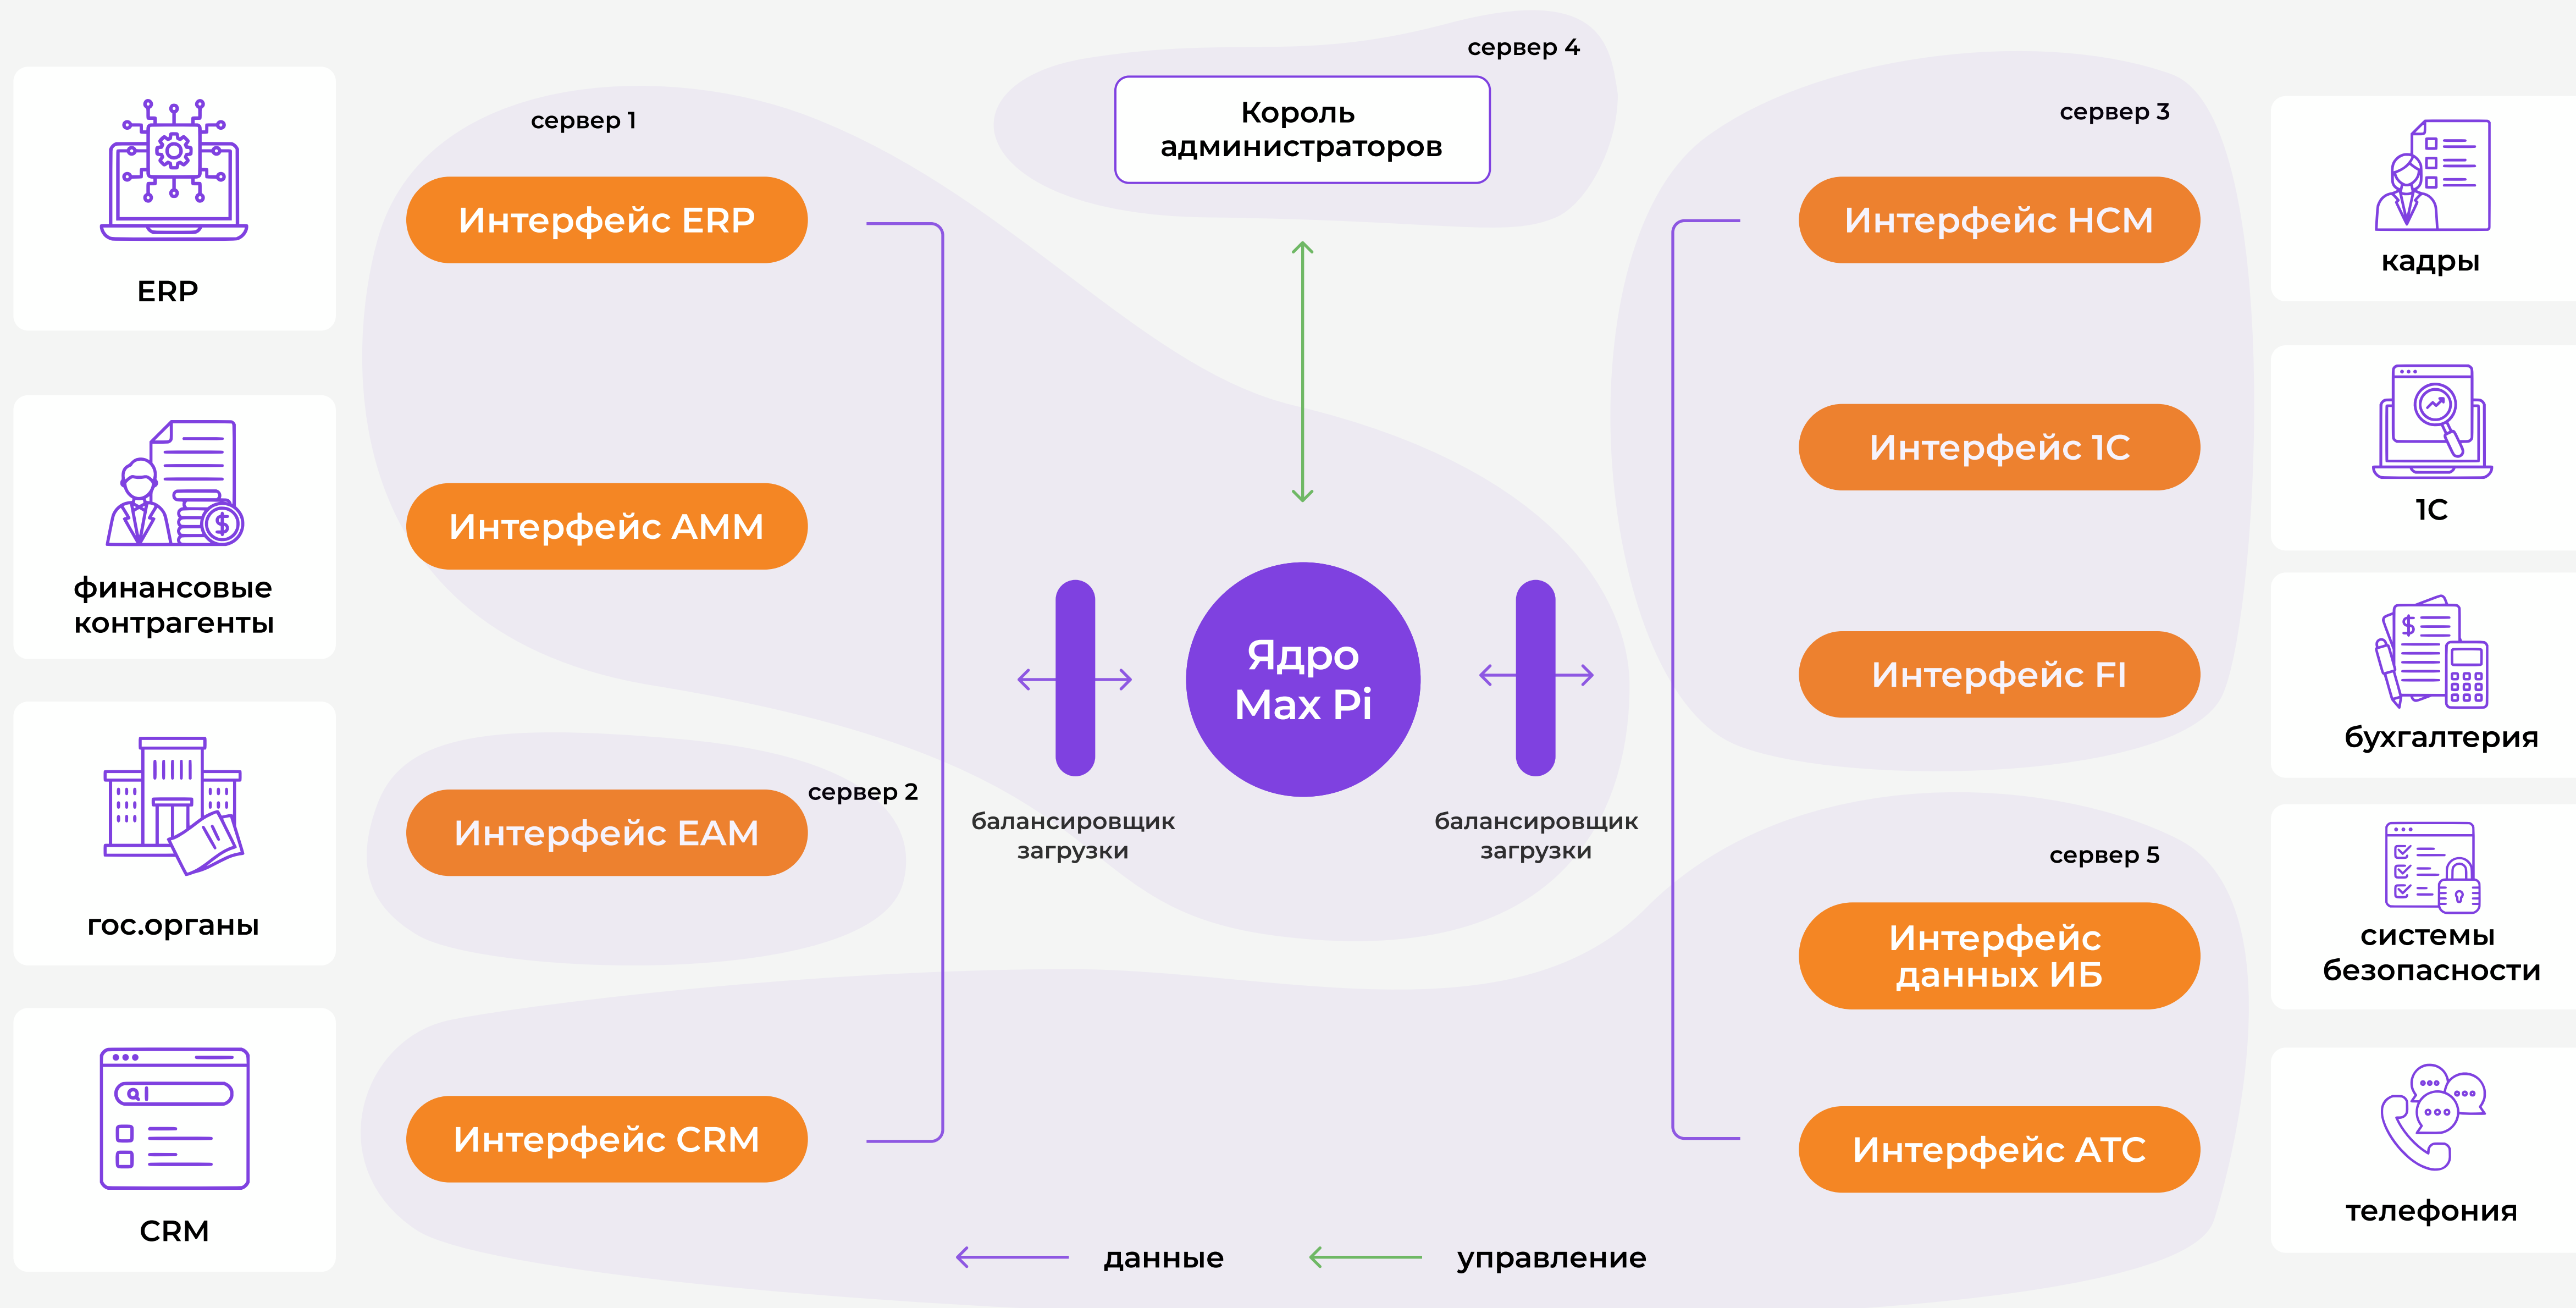 сервер 4
Король
администраторов
сервер 1
сервер 3
ERP
Интерфейс ERP
Интерфейс HCM
кадры
финансовые
контрагенты
Интерфейс AMM
Интерфейс 1С
1С
Ядро
Max Pi
Интерфейс FI
бухгалтерия
гос.органы
Интерфейс EAM
сервер 2
балансировщик
загрузки
балансировщик
загрузки
сервер 5
Интерфейс
данных ИБ
системы
безопасности
CRM
Интерфейс CRM
Интерфейс АТС
телефония
данные
управление